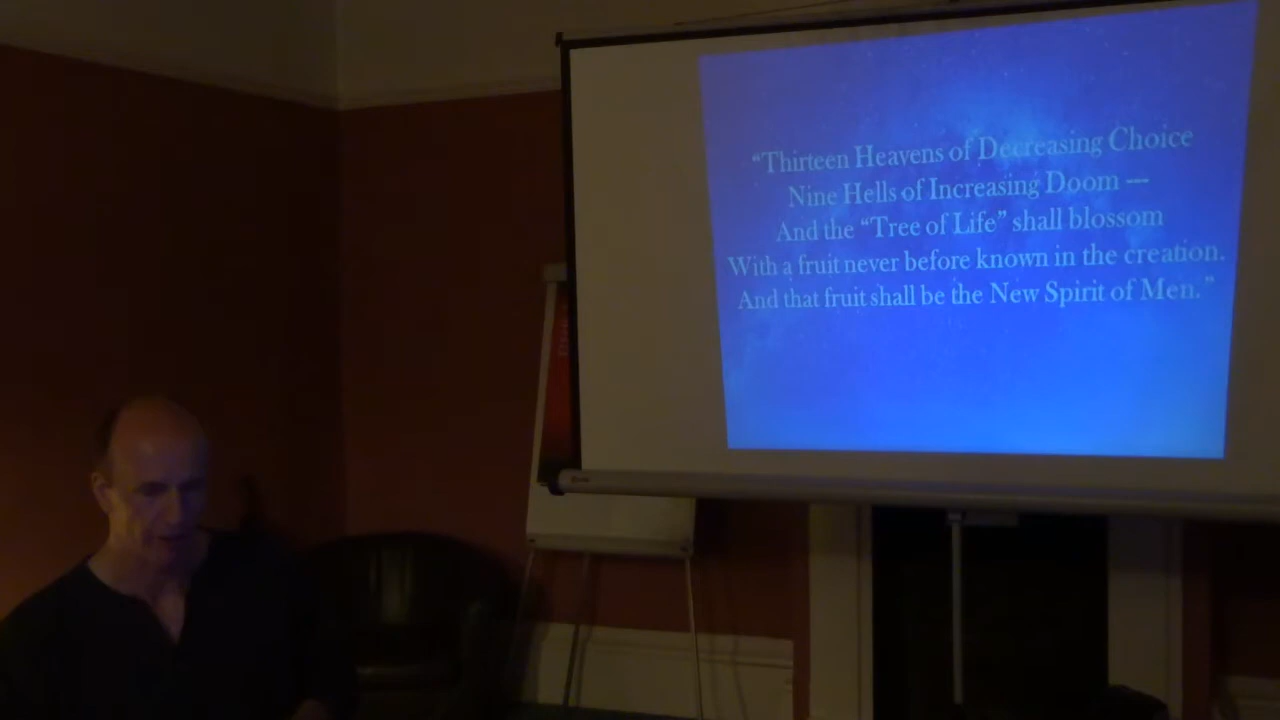 “Thirteen Heavens of Decreasing Choice
Nine Hells of Increasing Doom ---
And the “Tree of Life” shall blossom
With a fruit never before known in the creation.
And that fruit shall be the New Spirit of Men.”